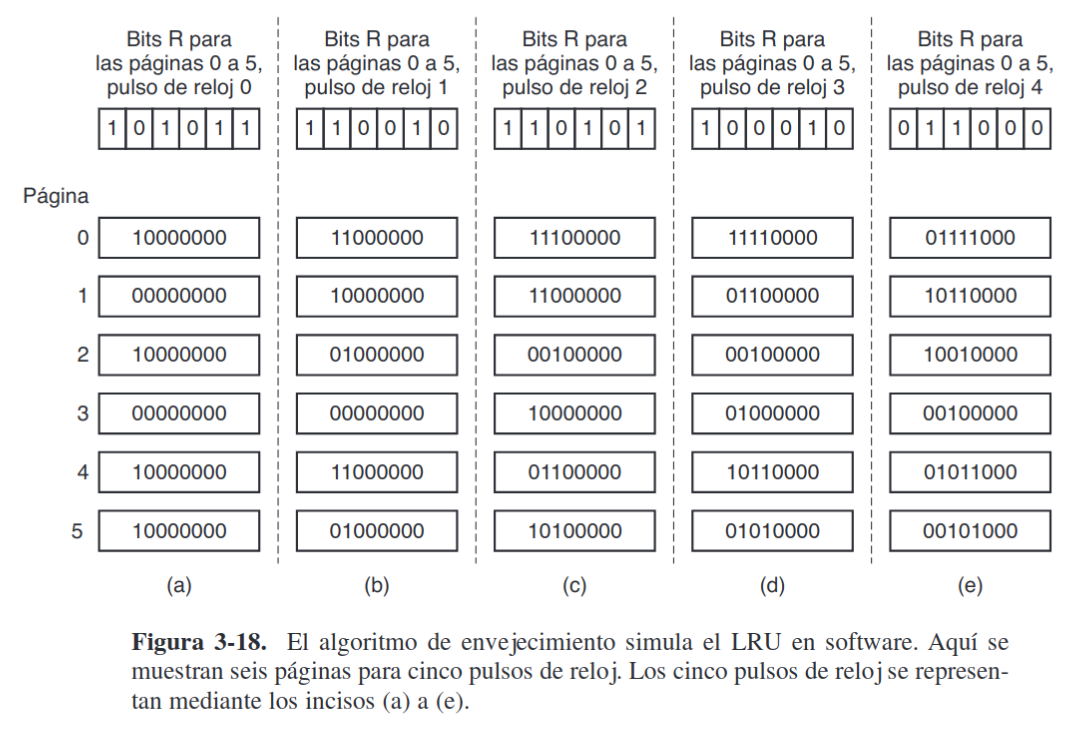 Bits R para
las páginas 0 a 5,
pulso de reloj 0
Bits R para
las páginas 0 a 5,
pulso de reloj 1
Bits R para
las páginas 0 a 5,
pulso de reloj 2
Bits R para
las páginas 0 a 5,
pulso de reloj 3
Bits R para
las páginas 0 a 5,
pulso de reloj 4
1 0 1 0 1 1
1 1 0 0 1 0
1 1 0 1 0 1
1 0 0 0 1 0
0 1 1 0 0 0
Página
0 10000000 11000000 11100000 11110000 01111000
1 00000000 10000000 11000000 01100000 10110000
2 10000000 01000000 00100000 00100000 10010000
3 00000000 00000000 10000000 01000000 00100000
4 10000000 11000000 01100000 10110000 01011000
5 10000000 01000000 10100000 01010000 00101000
(a) (b) (c) (d) (e)
Figura 3-18. El algoritmo de envejecimiento simula el LRU en software. Aquí se
muestran seis páginas para cinco pulsos de reloj. Los cinco pulsos de reloj se represen-
tan mediante los incisos (a) a (e).